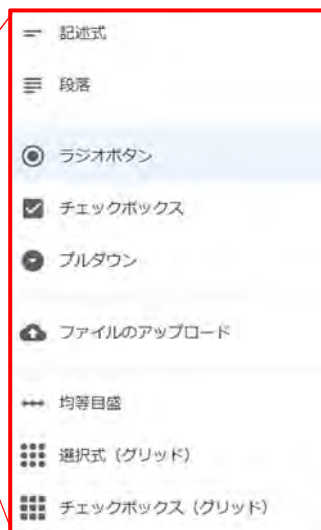 記述式
段落
ラジオボタン
チェックボックス
プルダウン
ファイルのアップロード
均等目盛
選択式（グリッド）
チェックボックス（グリッド）